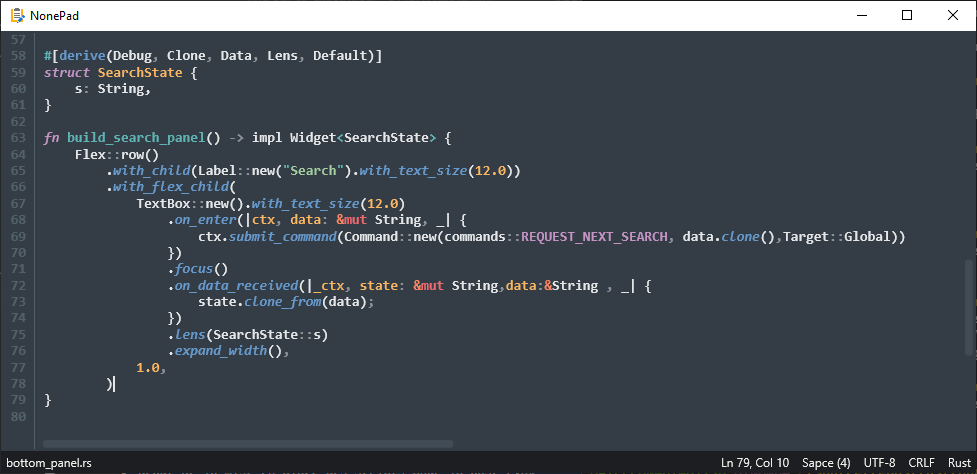 NonePad
57
58 #[derive(Debug, Clone, Data, Lens, Default)]
59 struct SearchState {
60     s: String,
61 }
62
63 fn build_search_panel() -> impl Widget<SearchState> {
64     Flex::row()
65         .with_child(Label::new("Search").with_text_size(12.0))
66         .with_flex_child(
67             TextBox::new().with_text_size(12.0)
68                 .on_enter(|ctx, data: &mut String, _| {
69                     ctx.submit_command(Command::new(commands::REQUEST_NEXT_SEARCH, data.clone(),Target::Global))
70                 })
71                 .focus()
72                 .on_data_received(|_ctx, state: &mut String,data:&String , _| {
73                     state.clone_from(data);
74                 })
75                 .lens(SearchState::s)
76                 .expand_width(),
77             1.0,
78         )
79 }
80
bottom_panel.rs Ln 79, Col 10 Sapce (4) UTF-8 CRLF Rust